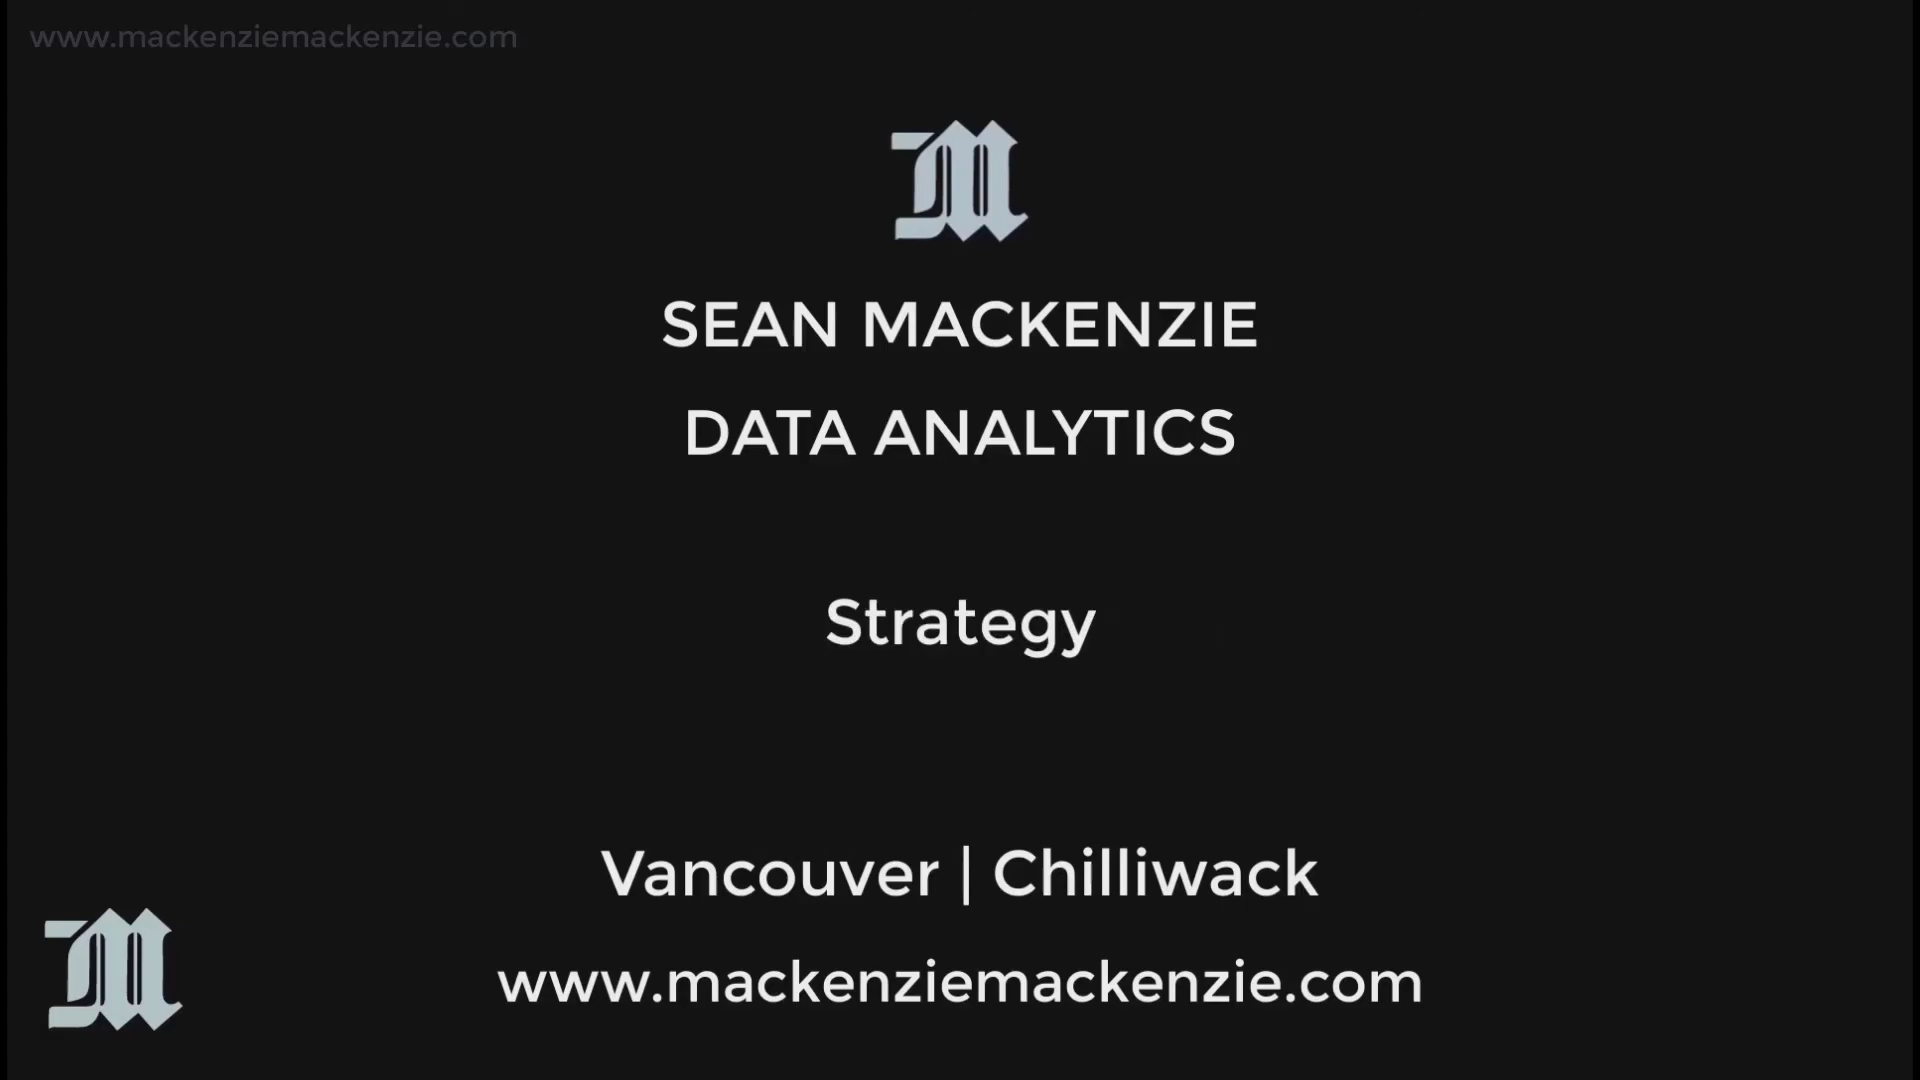 www.mackenziemackenzie.com
M
SEAN MACKENZIE
DATA ANALYTICS
Strategy
Vancouver | Chilliwack
M
www.mackenziemackenzie.com